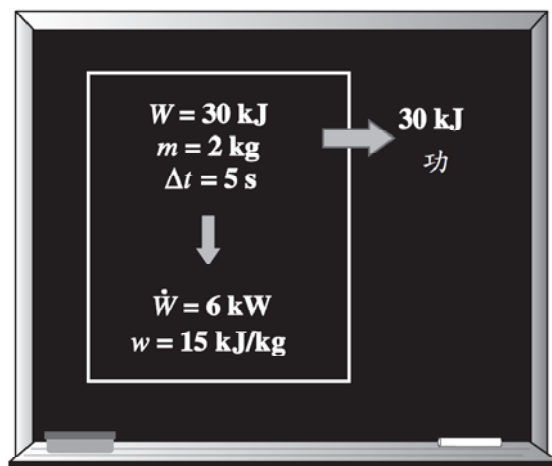 W = 30 kJ
m = 2 kg
Δt = 5 s
Ẇ = 6 kW
w = 15 kJ/kg
30 kJ
功